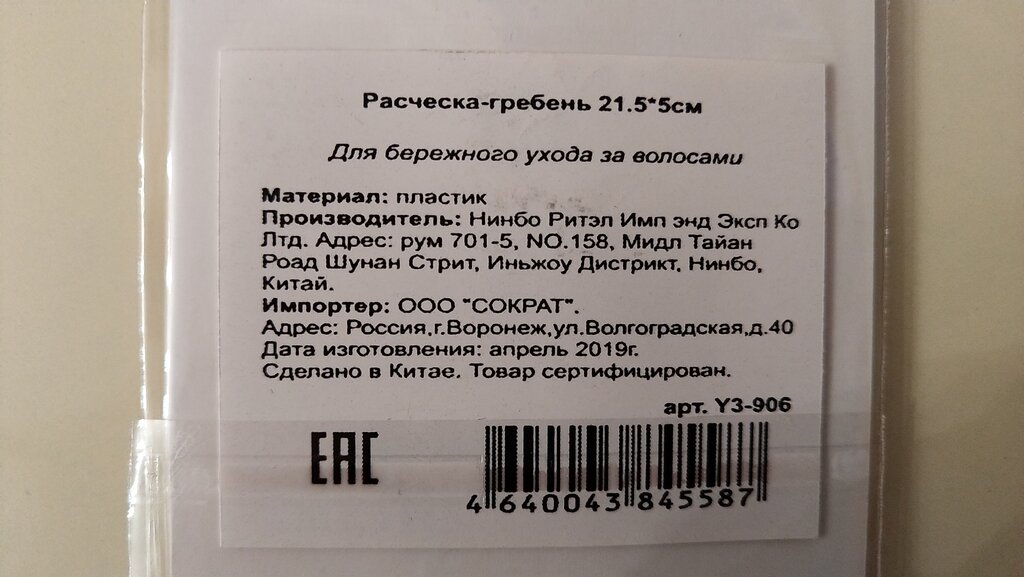 Расческа-гребень 21.5*5см
Для бережного ухода за волосами
Материал: пластик
Производитель: Нинбо Ритэл Имп энд Эксп Ко
Лтд. Адрес: рум 701-5, NO.158, Мидл Тайан
Роад Шунан Стрит, Иньжоу Дистрикт, Нинбо,
Китай.
Импортер: ООО "СОКРАТ".
Адрес: Россия,г.Воронеж,ул.Волгоградская,д.40
Дата изготовления: апрель 2019г.
Сделано в Китае. Товар сертифицирован.
арт. Y3-906
EAC
4 640043 845587